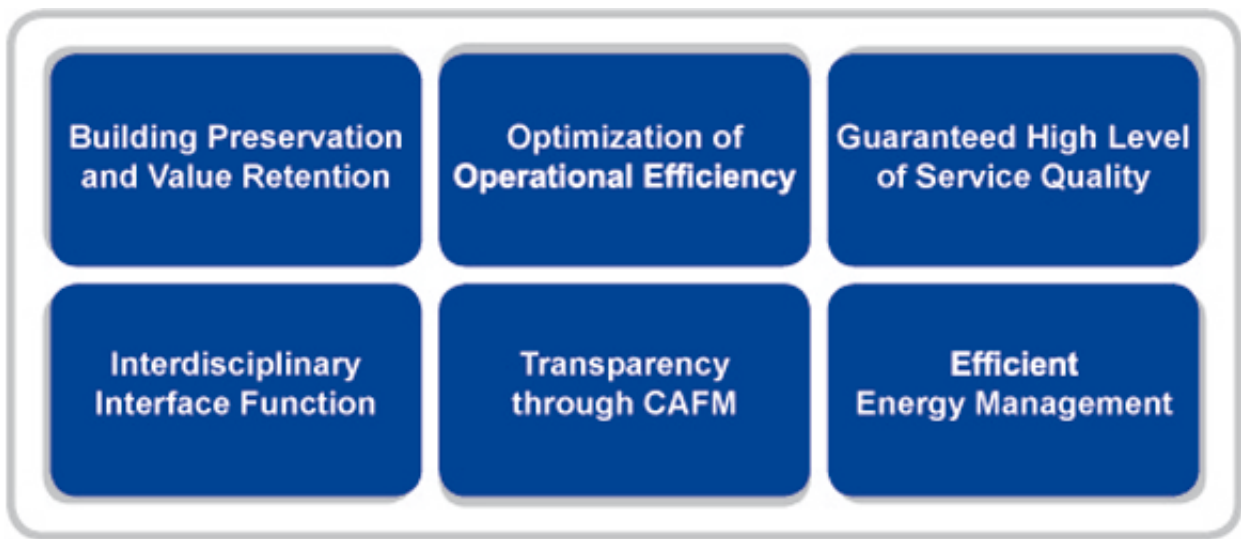 Building Preservation
and Value Retention
Optimization of
Operational Efficiency
Guaranteed High Level
of Service Quality
Interdisciplinary
Interface Function
Transparency
through CAFM
Efficient
Energy Management